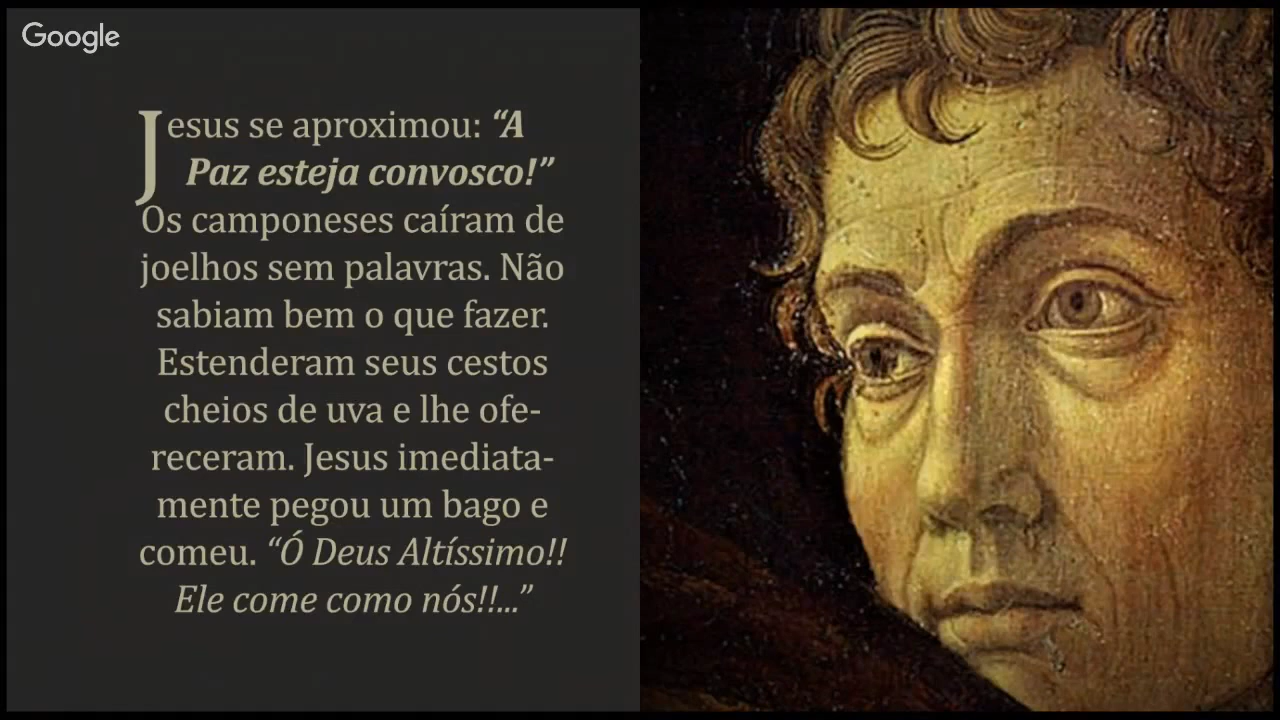 Google
Jesus se aproximou: “A
Paz esteja convosco!”
Os camponeses caíram de
joelhos sem palavras. Não
sabiam bem o que fazer.
Estenderam seus cestos
cheios de uva e lhe ofe-
receram. Jesus imediata-
mente pegou um bago e
comeu. “Ó Deus Altíssimo!!
Ele come como nós!!...”